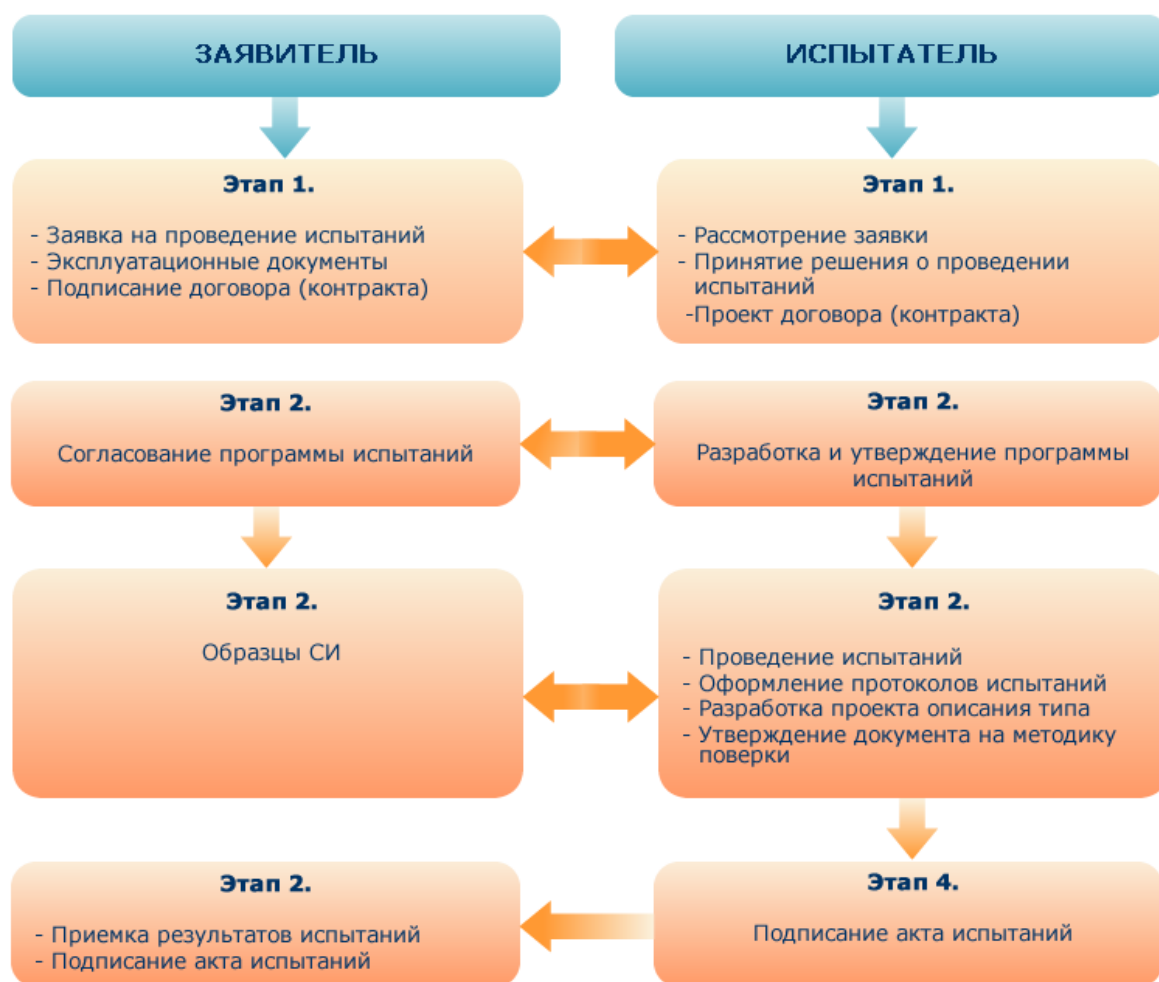 ЗАЯВИТЕЛЬ
ИСПЫТАТЕЛЬ
Этап 1.
- Заявка на проведение испытаний
- Эксплуатационные документы
- Подписание договора (контракта)
Этап 1.
- Рассмотрение заявки
- Принятие решения о проведении
испытаний
-Проект договора (контракта)
Этап 2.
Согласование программы испытаний
Этап 2.
Разработка и утверждение программы
испытаний
Этап 2.
Образцы СИ
Этап 2.
- Проведение испытаний
- Оформление протоколов испытаний
- Разработка проекта описания типа
- Утверждение документа на методику
поверки
Этап 2.
- Приемка результатов испытаний
- Подписание акта испытаний
Этап 4.
Подписание акта испытаний